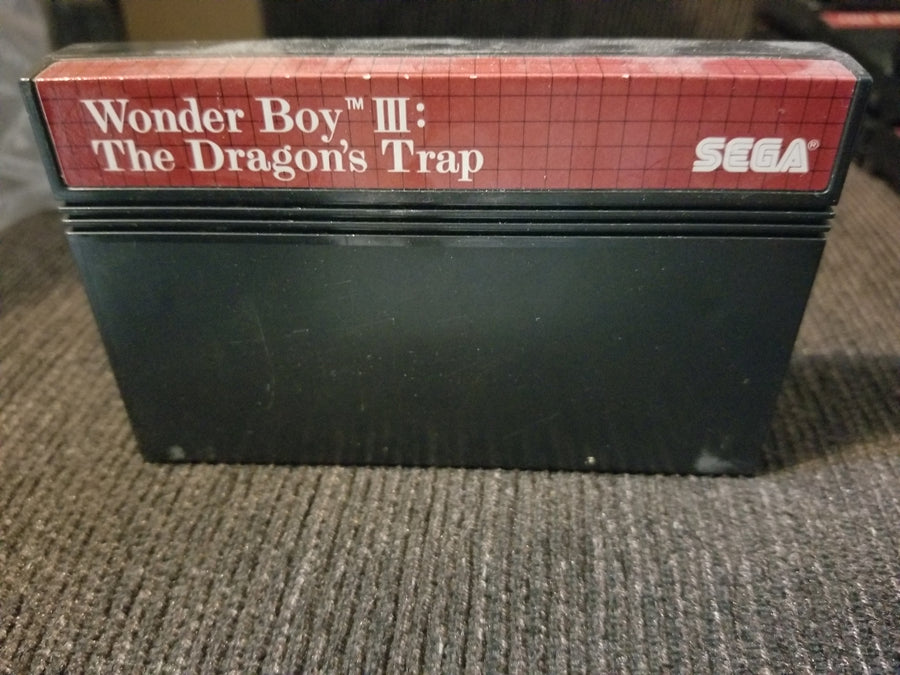 Wonder Boy™ III:
The Dragon's Trap
SEGA®